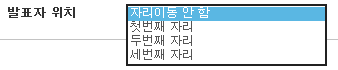 발표자 위치
자리이동 안 함
첫번째 자리
두번째 자리
세번째 자리